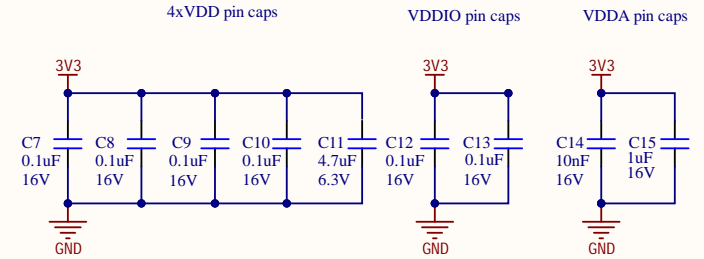 4xVDD pin caps
VDDIO pin caps
VDDA pin caps
3V3
3V3
3V3
C7
0.1uF
16V
C8
0.1uF
16V
C9
0.1uF
16V
C10
0.1uF
16V
C11
4.7uF
6.3V
C12
0.1uF
16V
C13
0.1uF
16V
C14
10nF
16V
C15
1uF
16V
GND
GND
GND